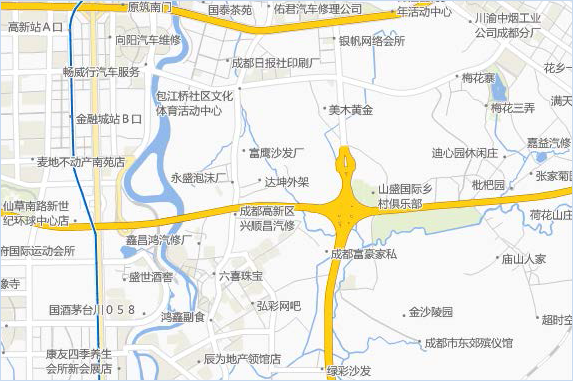 原筑南门
国泰茶苑
佑君汽车修理公司
年活动中心
川渝中烟工业
公司成都分厂
高新站Ａ口
向阳汽车维修
银帆网络会所
成都日报社印刷厂
花乡一
畅威行汽车服务
梅花寨
包江桥社区文化
体育活动中心
美木黄金
梅花三弄
满天
金融城站Ｂ口
嘉益汽修
富鹰沙发厂
迪心园休闲庄
麦地不动产南苑店
永盛泡沫厂
达坤外架
山盛国际乡
村俱乐部
枇杷园
张家菊园
仙草南路新世
纪环球中心店
成都高新区
兴顺昌汽修
荷花山庄
鑫昌鸿汽修厂
府国际运动会所
成都富豪家私
庙山人家
盛世酒窖
六喜珠宝
像寺
国酒茅台川０５８
弘彩网吧
金沙陵园
鸿鑫副食
超时空
成都市东郊殡仪馆
康友四季养生
会所新会展店
辰为地产领馆店
绿彩沙发